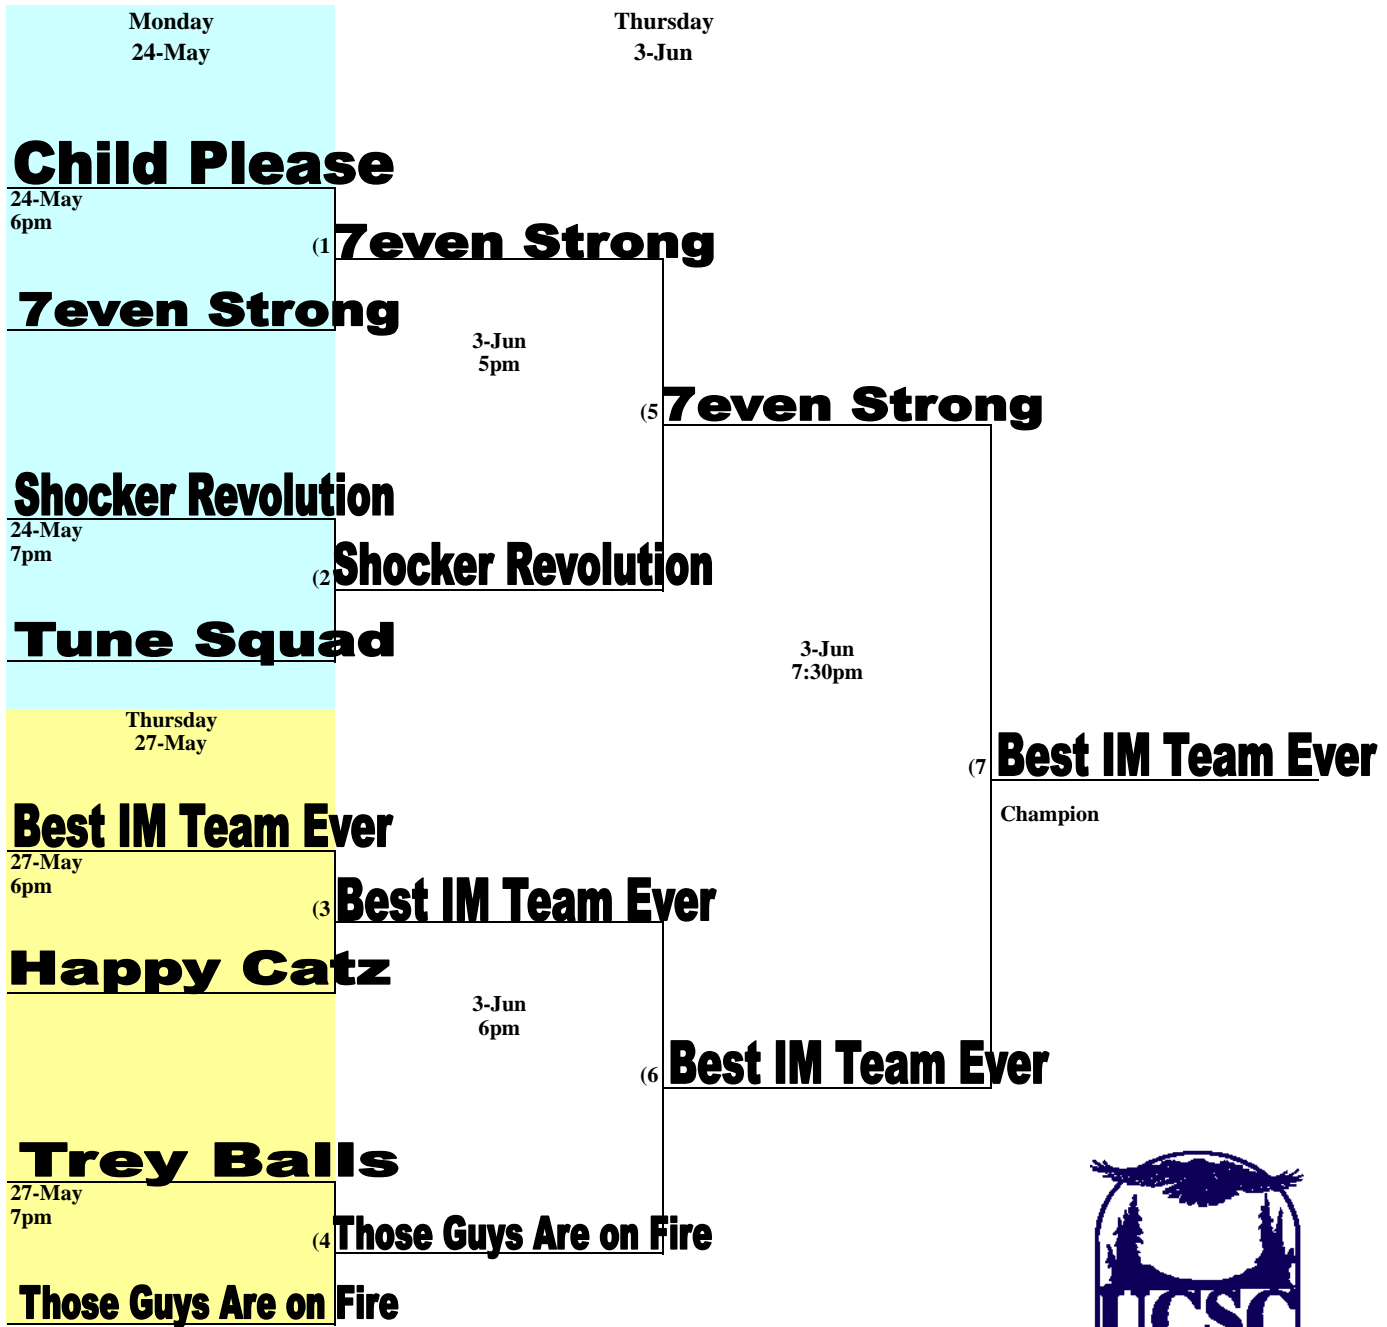 Monday
24-May
Thursday
3-Jun
Child Please
24-May
6pm
(1
7even Strong
7even Strong
3-Jun
5pm
(5
7even Strong
Shocker Revolution
24-May
7pm
(2
Shocker Revolution
Tune Squad
3-Jun
7:30pm
Thursday
27-May
(7
Best IM Team Ever
Champion
Best IM Team Ever
27-May
6pm
(3
Best IM Team Ever
Happy Catz
3-Jun
6pm
(6
Best IM Team Ever
Trey Balls
27-May
7pm
(4
Those Guys Are on Fire
Those Guys Are on Fire
UCSC